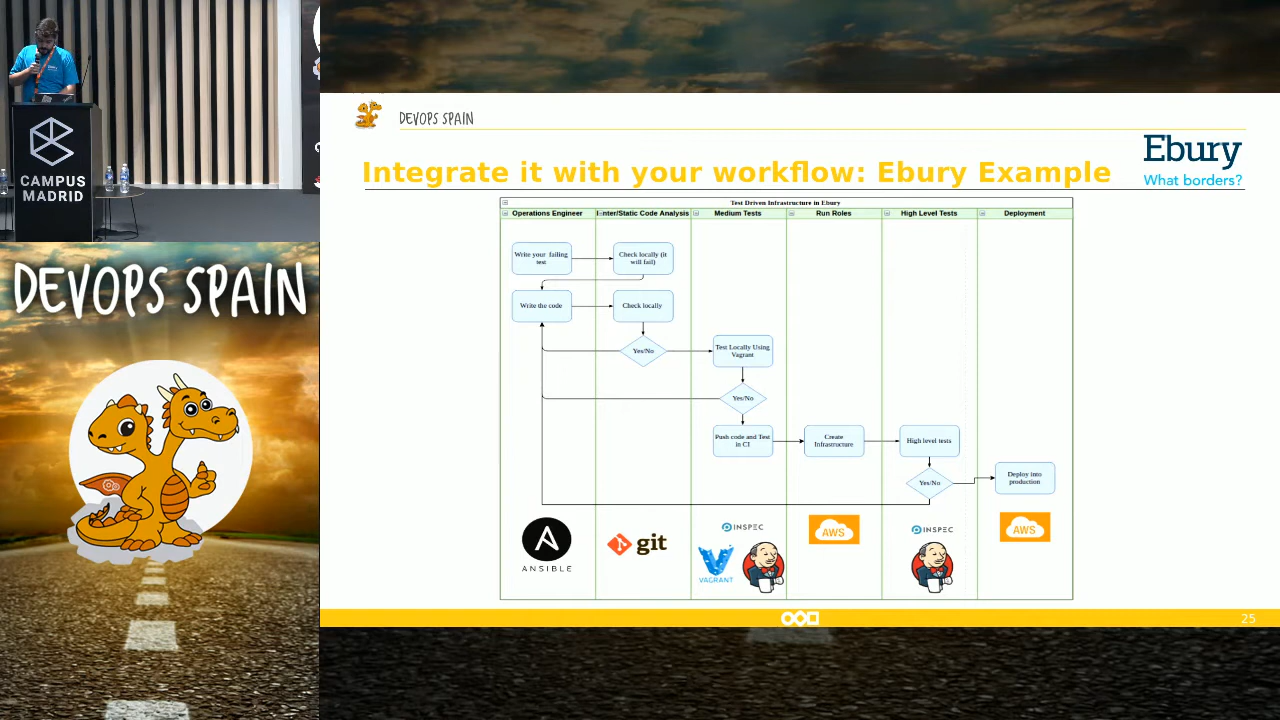 CAMPUS
MADRID
DEVOPS SPAIN
DEVOPS SPAIN
Ebury
What borders?
Integrate it with your workflow: Ebury Example
Test Driven Infrastructure in Ebury
Operations Engineer
Linter/Static Code Analysis
Medium Tests
Run Roles
High Level Tests
Deployment
Write your failing
test
Check locally (it
will fail)
Write the code
Check locally
Yes/No
Test Locally Using
Vagrant
Yes/No
Push code and Test
in CI
Create
Infrastructure
High level tests
Yes/No
Deploy into
production
ANSIBLE
git
INSPEC
VAGRANT
AWS
INSPEC
AWS
25